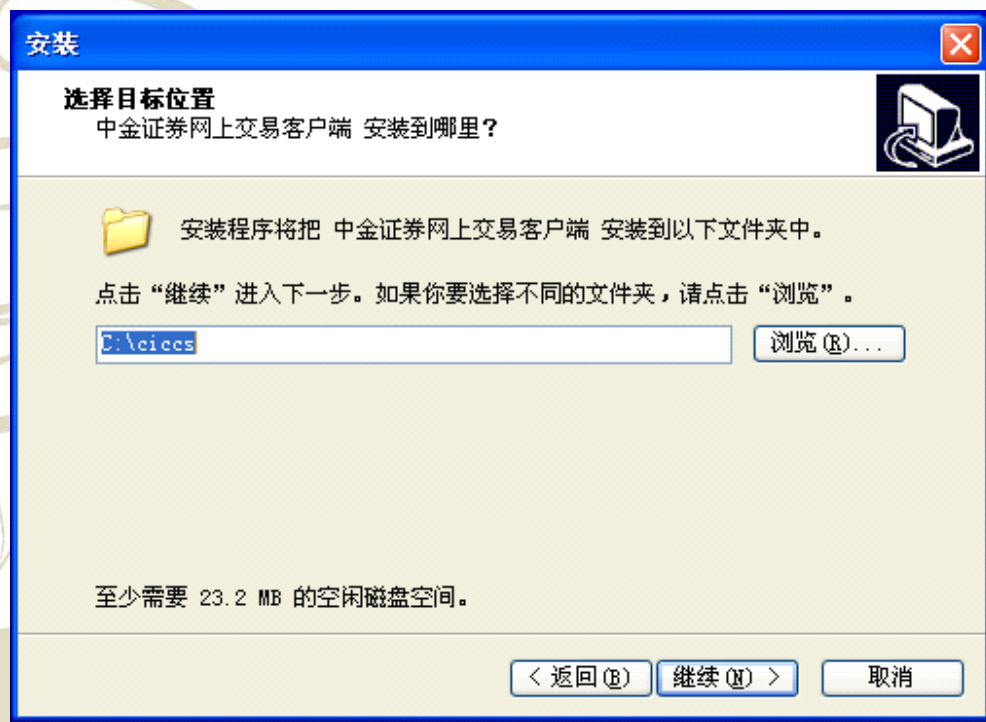 安装
选择目标位置
中金证券网上交易客户端 安装到哪里?
安装程序将把 中金证券网上交易客户端 安装到以下文件夹中。
点击“继续”进入下一步。如果你要选择不同的文件夹，请点击“浏览”。
C:\ciccs
浏览(R)...
至少需要 23.2 MB 的空闲磁盘空间。
< 返回(B) 继续(N) > 取消